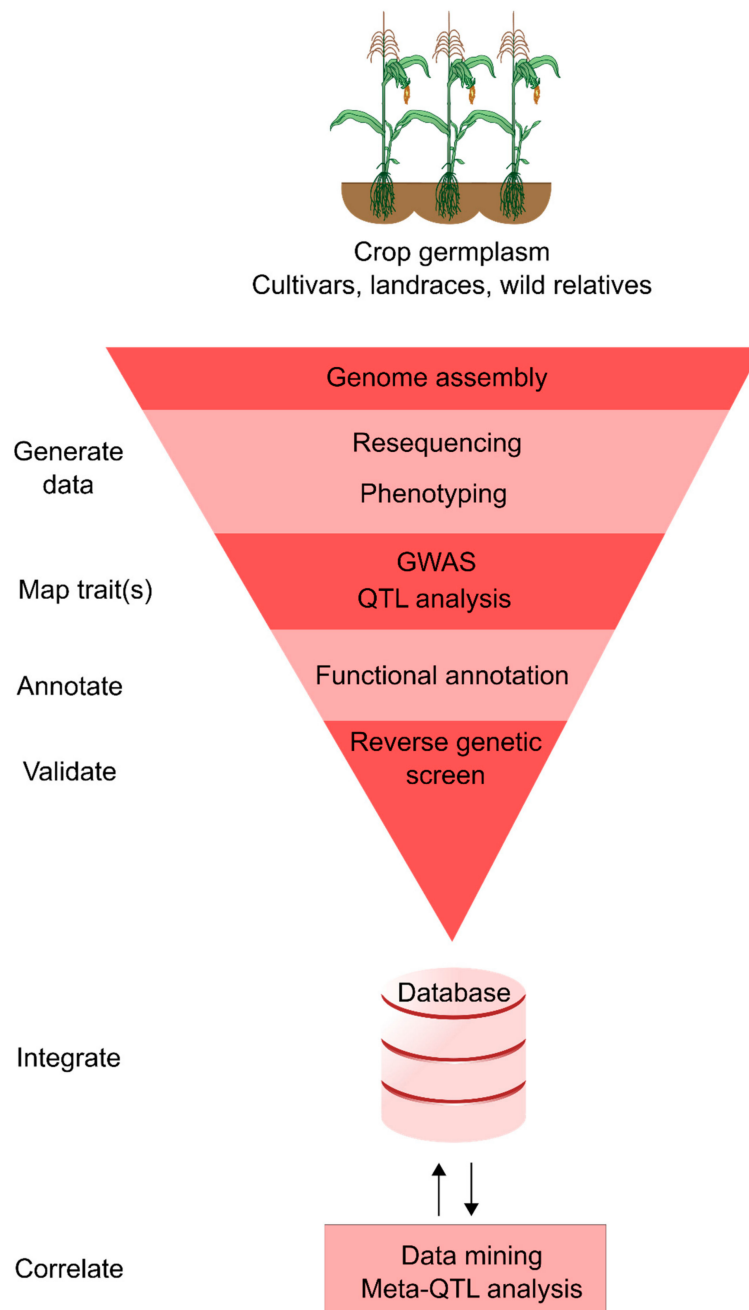 Crop germplasm
Cultivars, landraces, wild relatives
Genome assembly
Generate
data
Resequencing
Phenotyping
Map trait(s)
GWAS
QTL analysis
Annotate
Functional annotation
Validate
Reverse genetic
screen
Database
Integrate
Correlate
Data mining
Meta-QTL analysis